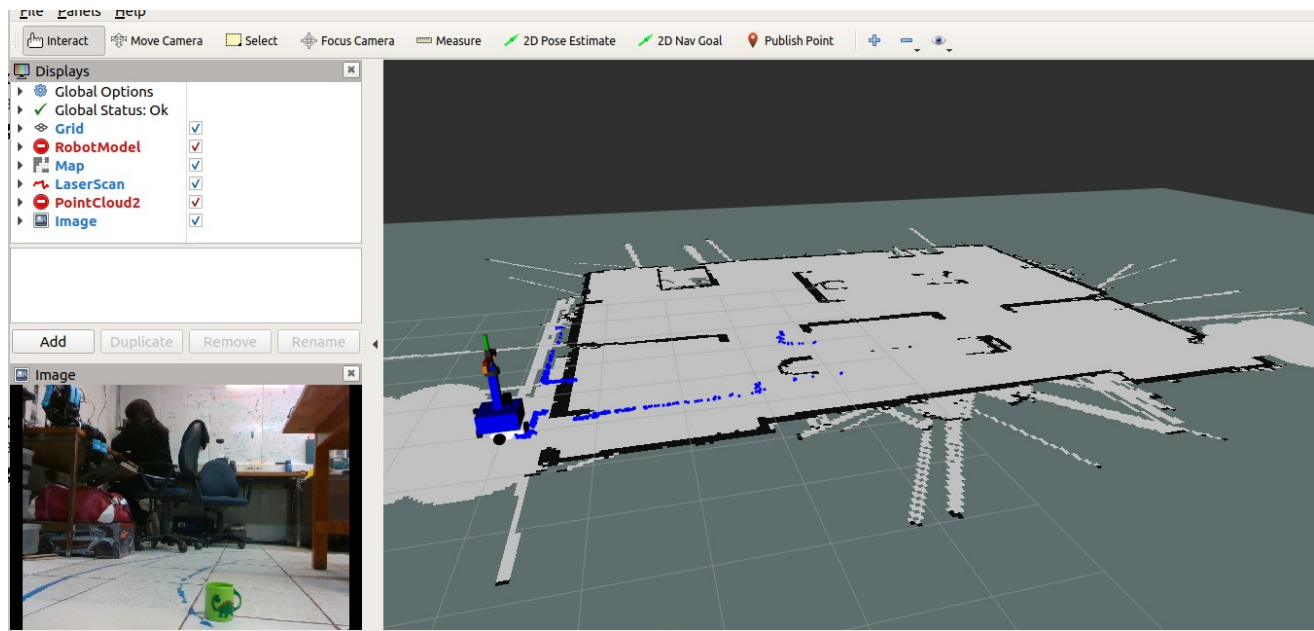 File Panels Help
Interact Move Camera Select Focus Camera Measure 2D Pose Estimate 2D Nav Goal Publish Point
Displays
Global Options
Global Status: Ok
Grid
RobotModel
Map
LaserScan
PointCloud2
Image
Add Duplicate Remove Rename
Image